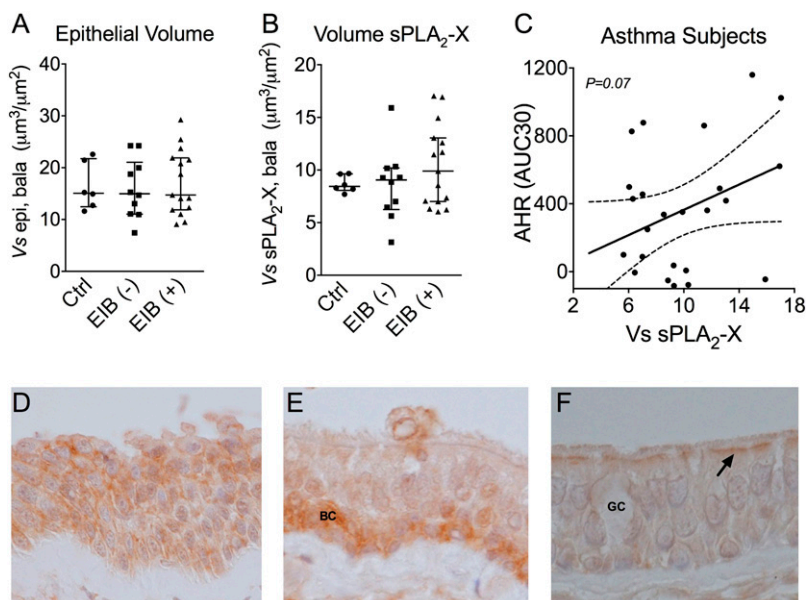 A
Epithelial Volume
Vs epi, bala (μm³/μm²)
40
30
20
10
0
Ctrl
EIB (-)
EIB (+)
B
Volume sPLA₂-X
Vs sPLA₂-X, bala (μm³/μm²)
20
15
10
5
0
Ctrl
EIB (-)
EIB (+)
C
Asthma Subjects
P=0.07
AHR (AUC30)
1200
800
400
0
2 6 10 14 18
Vs sPLA₂-X
D
E
BC
F
GC